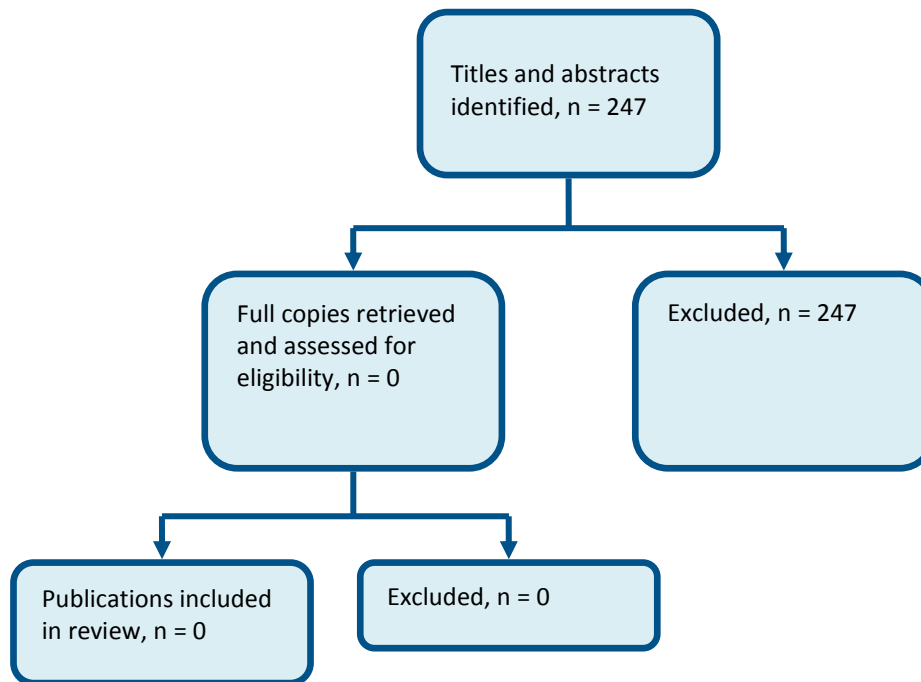 Titles and abstracts
identified, n = 247
Full copies retrieved
and assessed for
eligibility, n = 0
Excluded, n = 247
Publications included
in review, n = 0
Excluded, n = 0